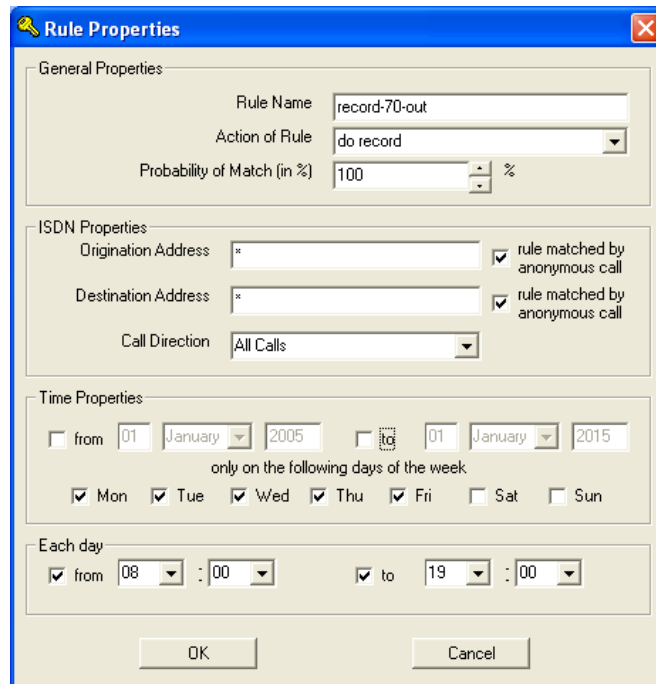 Rule Properties
General Properties
Rule Name record-70-out
Action of Rule do record
Probability of Match (in %) 100 %
ISDN Properties
Origination Address * rule matched by
anonymous call
Destination Address * rule matched by
anonymous call
Call Direction All Calls
Time Properties
from 01 January 2005 to 01 January 2015
only on the following days of the week
Mon Tue Wed Thu Fri Sat Sun
Each day
from 08 : 00 to 19 : 00
OK Cancel